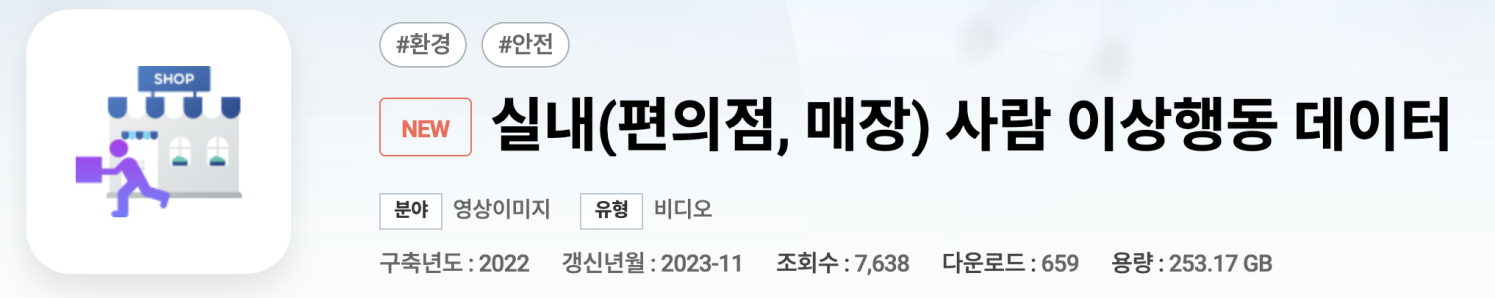 SHOP
#환경 #안전
NEW 실내(편의점, 매장) 사람 이상행동 데이터
분야 영상이미지 유형 비디오
구축년도 : 2022 갱신년월 : 2023-11 조회수 : 7,638 다운로드 : 659 용량 : 253.17 GB